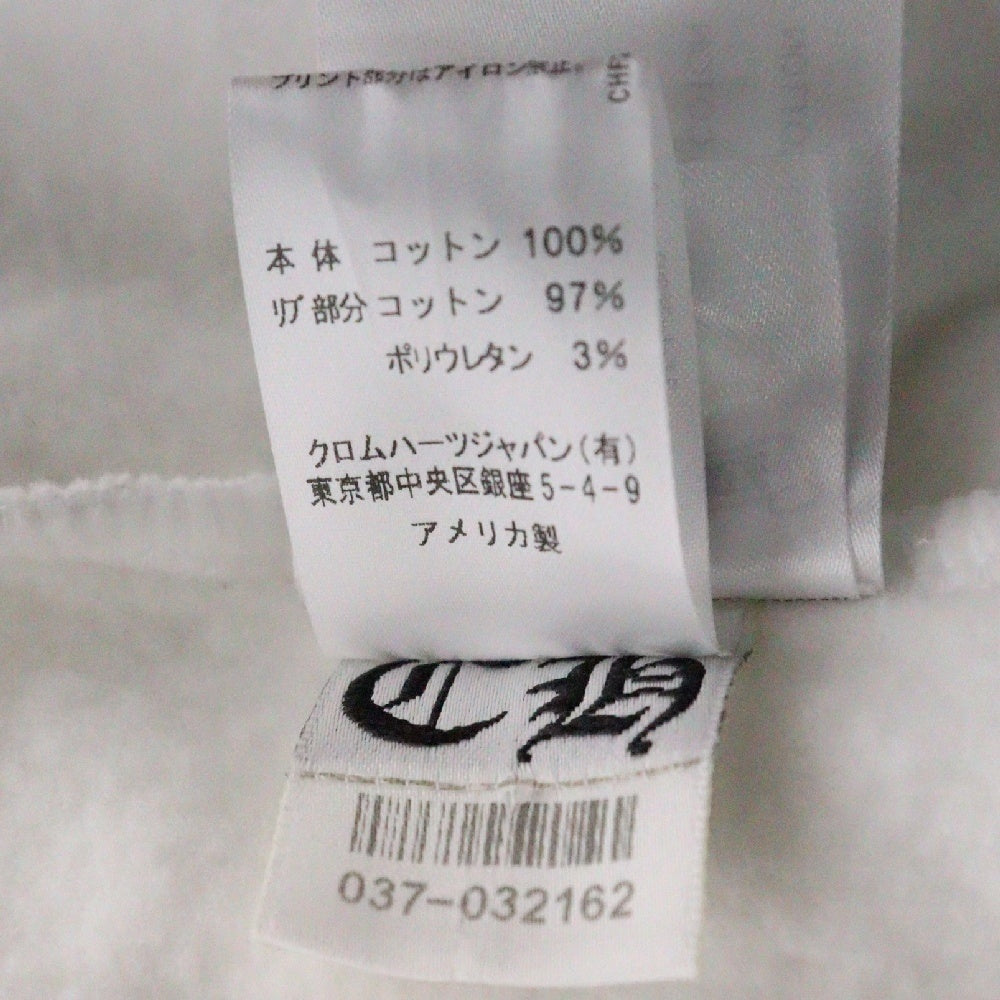 プリント部分はアイロン禁止。
本体 コットン 100%
リブ部分 コットン 97%
ポリウレタン 3%
クロムハーツジャパン(有)
東京都中央区銀座5-4-9
アメリカ製
037-032162